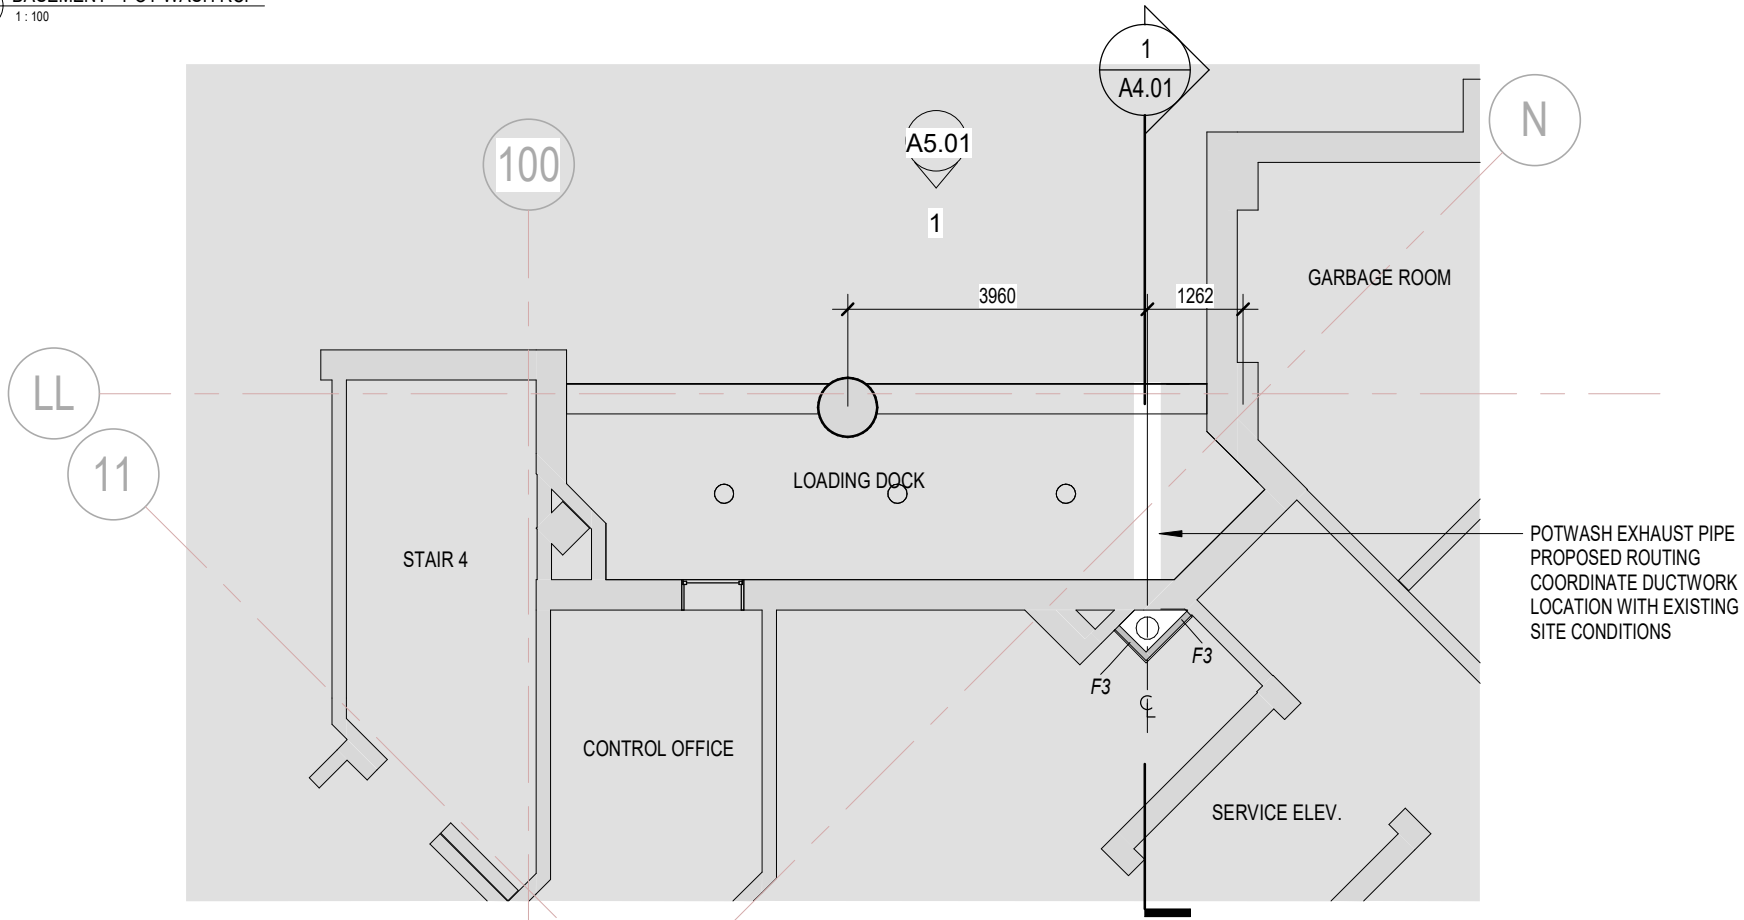 1 : 100
1
A4.01
N
100
A5.01
1
GARBAGE ROOM
3960
1262
LL
11
LOADING DOCK
STAIR 4
POTWASH EXHAUST PIPE
PROPOSED ROUTING
COORDINATE DUCTWORK
LOCATION WITH EXISTING
SITE CONDITIONS
F3
F3
CONTROL OFFICE
SERVICE ELEV.